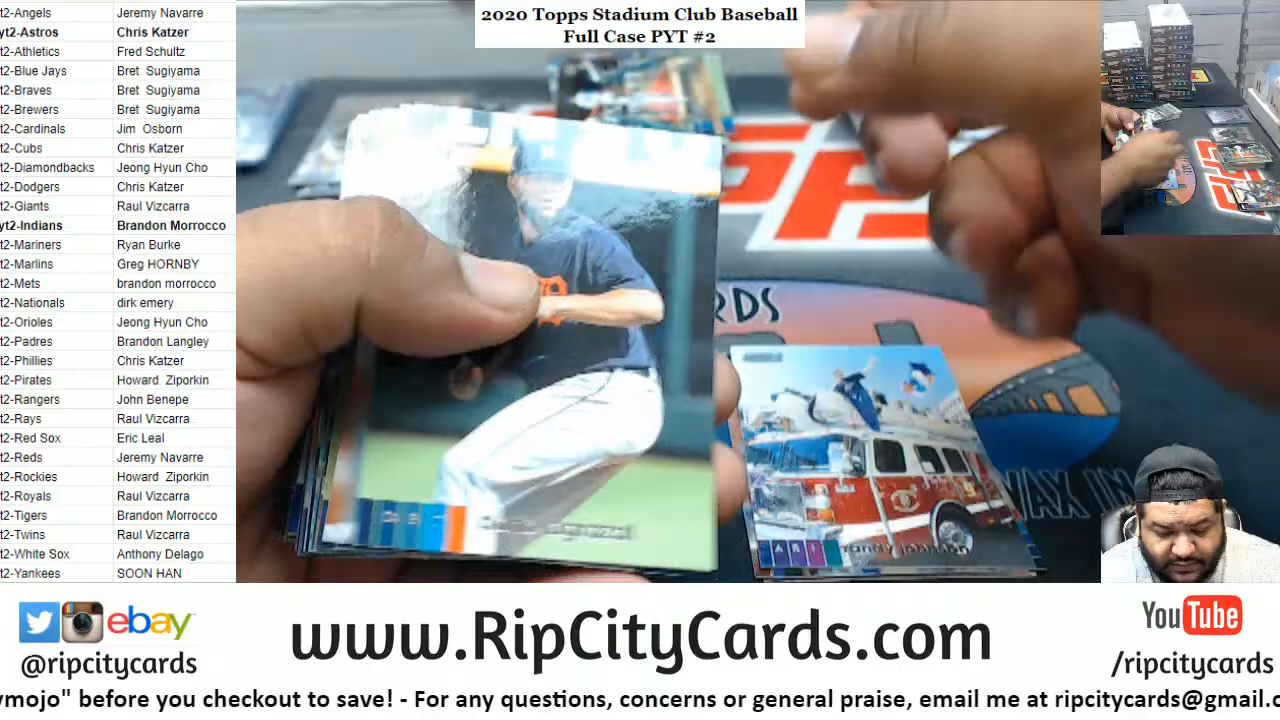 2020 Topps Stadium Club Baseball
Full Case PYT #2
t2-Angels Jeremy Navarre
yt2-Astros Chris Katzer
t2-Athletics Fred Schultz
t2-Blue Jays Bret Sugiyama
t2-Braves Bret Sugiyama
t2-Brewers Bret Sugiyama
t2-Cardinals Jim Osborn
t2-Cubs Chris Katzer
t2-Diamondbacks Jeong Hyun Cho
t2-Dodgers Chris Katzer
t2-Giants Raul Vizcarra
yt2-Indians Brandon Morrocco
t2-Mariners Ryan Burke
t2-Marlins Greg HORNBY
t2-Mets brandon morrocco
t2-Nationals dirk emery
t2-Orioles Jeong Hyun Cho
t2-Padres Brandon Langley
t2-Phillies Chris Katzer
t2-Pirates Howard Ziporkin
t2-Rangers John Benepe
t2-Rays Raul Vizcarra
t2-Red Sox Eric Leal
t2-Reds Jeremy Navarre
t2-Rockies Howard Ziporkin
t2-Royals Raul Vizcarra
t2-Tigers Brandon Morrocco
t2-Twins Raul Vizcarra
t2-White Sox Anthony Delago
t2-Yankees SOON HAN
RDS
WAX IN
randy johnson
ebay
@ripcitycards
www.RipCityCards.com
YouTube
/ripcitycards
ymojo" before you checkout to save! - For any questions, concerns or general praise, email me at ripcitycards@gmail.c